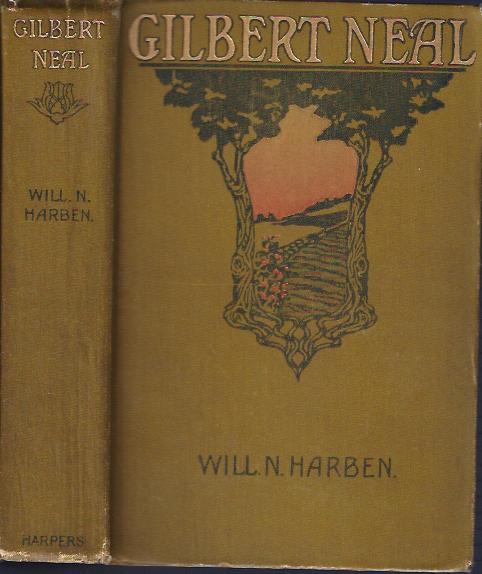 GILBERT
NEAL
WILL. N.
HARBEN.
HARPERS
GILBERT NEAL
WILL. N. HARBEN.